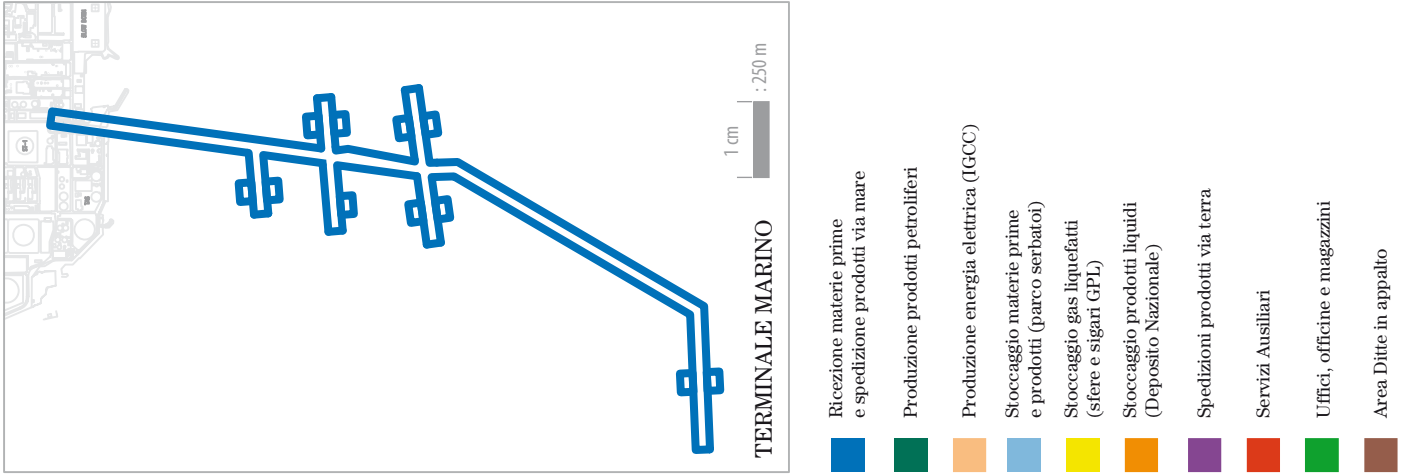 TERMINALE MARINO
1 cm
: 250 m
Ricezione materie prime
e spedizione prodotti via mare
Produzione prodotti petroliferi
Produzione energia elettrica (IGCC)
Stoccaggio materie prime
e prodotti (parco serbatoi)
Stoccaggio gas liquefatti
(sfere e sigari GPL)
Stoccaggio prodotti liquidi
(Deposito Nazionale)
Spedizioni prodotti via terra
Servizi Ausiliari
Uffici, officine e magazzini
Area Ditte in appalto